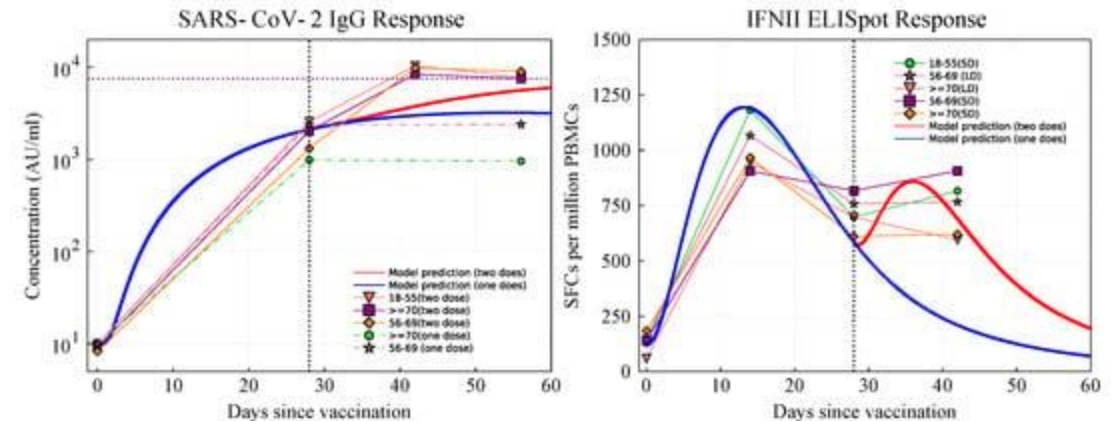 SARS- CoV- 2 IgG Response
Concentration (AU/ml)
10^4
10^3
10^2
10^1
Model prediction (two does)
Model prediction (one does)
18-55(two dose)
>=70(two dose)
56-69(two dose)
>=70(one dose)
56-69 (one dose)
0 10 20 30 40 50 60
Days since vaccination
IFNII ELISpot Response
SFCs per million PBMCs
1500
1250
1000
750
500
250
0
18-55(SD)
56-69 (LD)
>=70(LD)
56-69(SD)
>=70(SD)
Model prediction (two does)
Model prediction (one does)
0 10 20 30 40 50 60
Days since vaccination